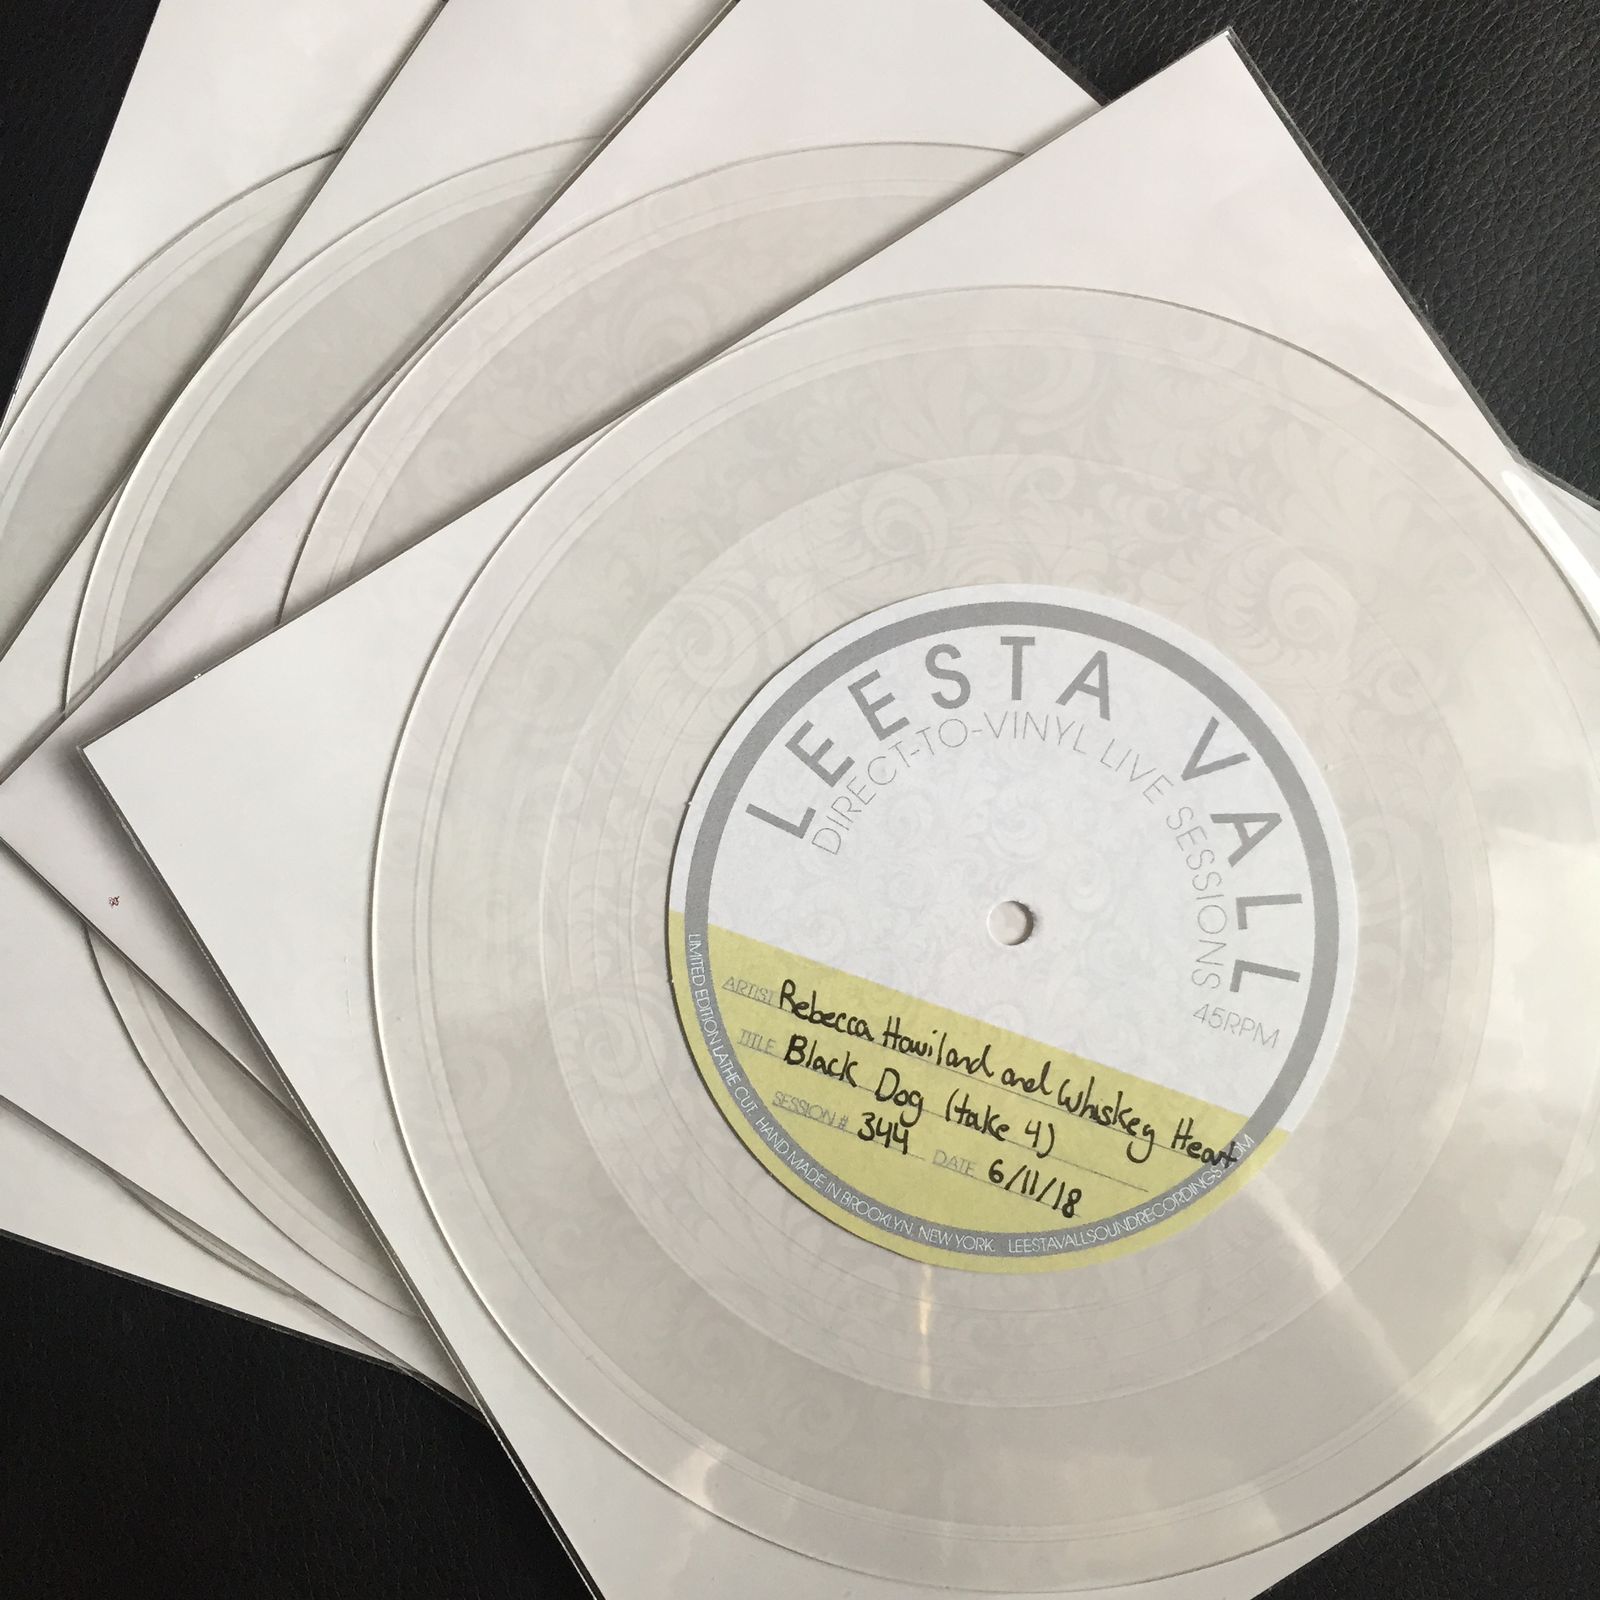 LEESTA VALL
DIRECT-TO-VINYL LIVE SESSIONS 45RPM
ARTIST Rebecca Haviland and Whiskey Heart
TITLE Black Dog (take 4)
SESSION # 344 DATE 6/11/18
LIMITED EDITION LATHE CUT. HAND MADE IN BROOKLYN, NEW YORK. LEESTAVALLSOUNDRECORDINGS.COM